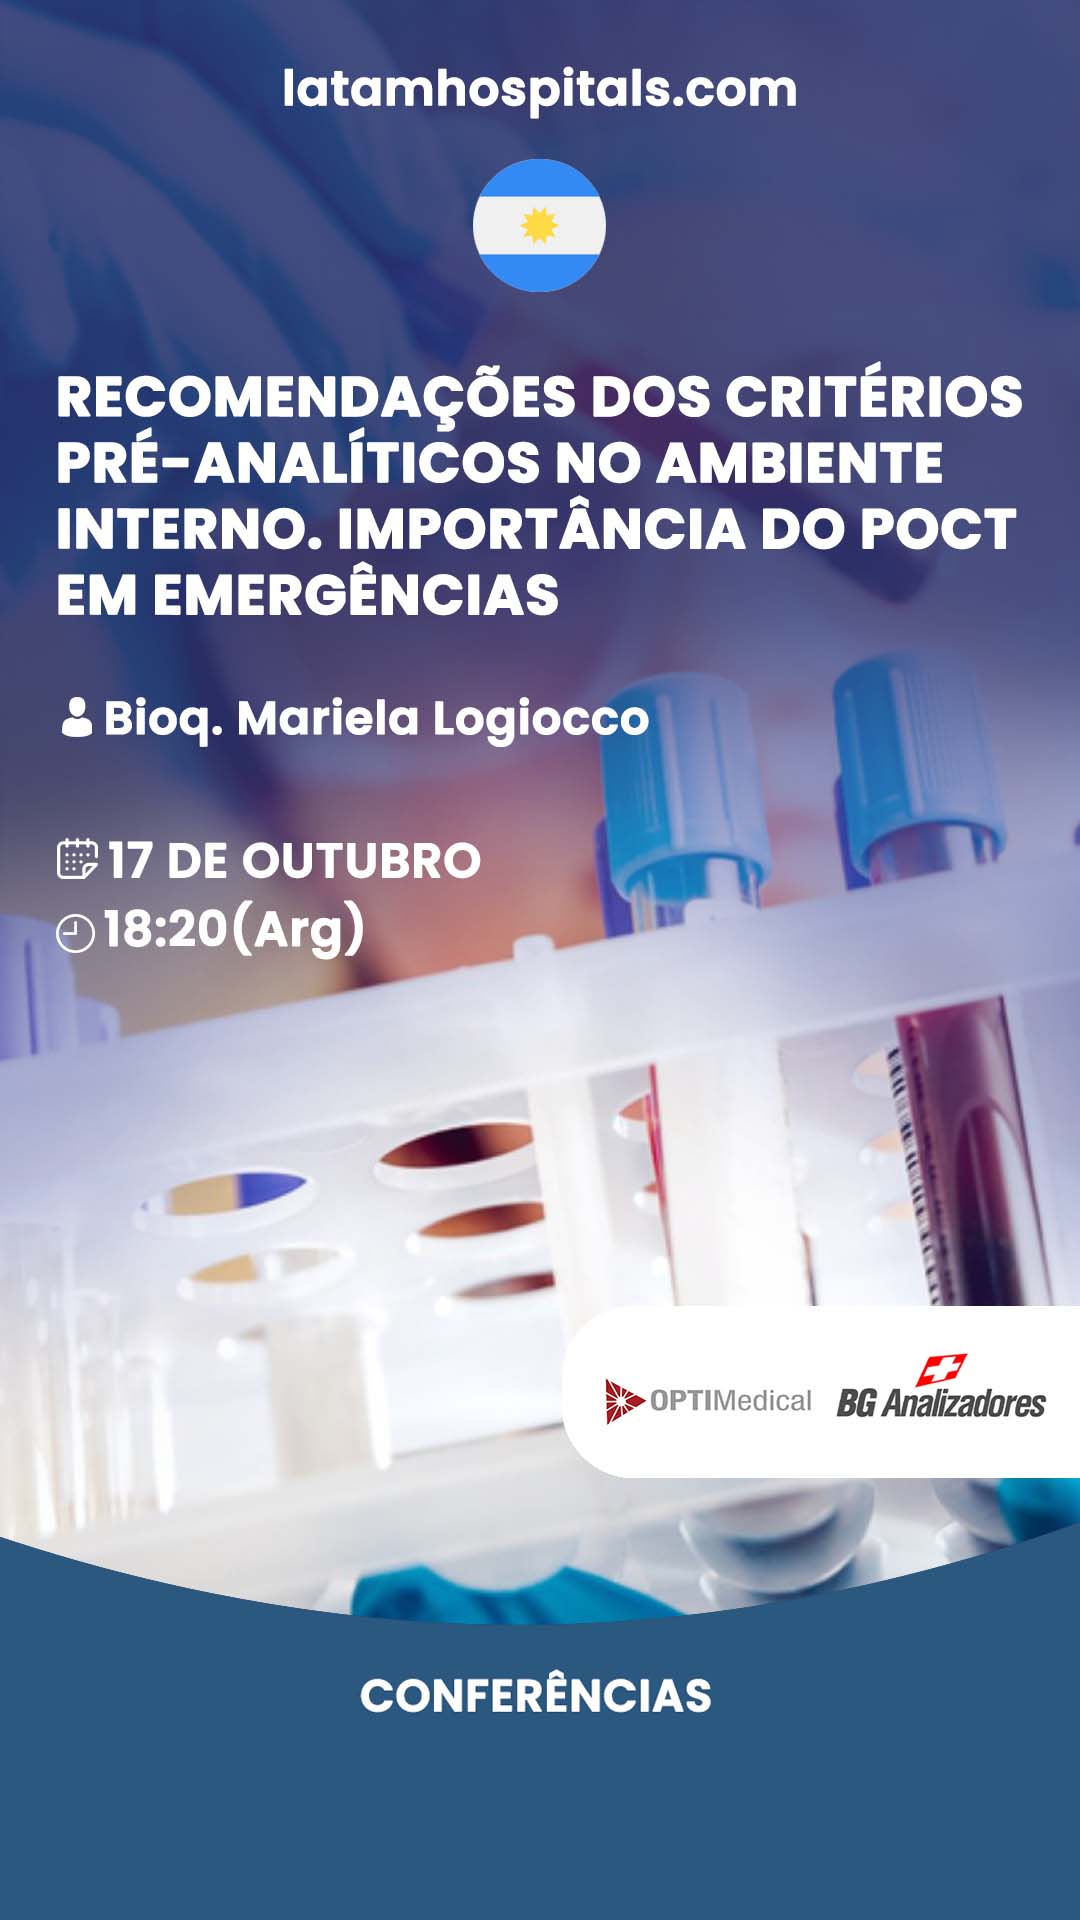 latamhospitals.com
RECOMENDAÇÕES DOS CRITÉRIOS
PRÉ-ANALÍTICOS NO AMBIENTE
INTERNO. IMPORTÂNCIA DO POCT
EM EMERGÊNCIAS
Bioq. Mariela Logiocco
17 DE OUTUBRO
18:20(Arg)
OPTIMedical BG Analizadores
CONFERÊNCIAS